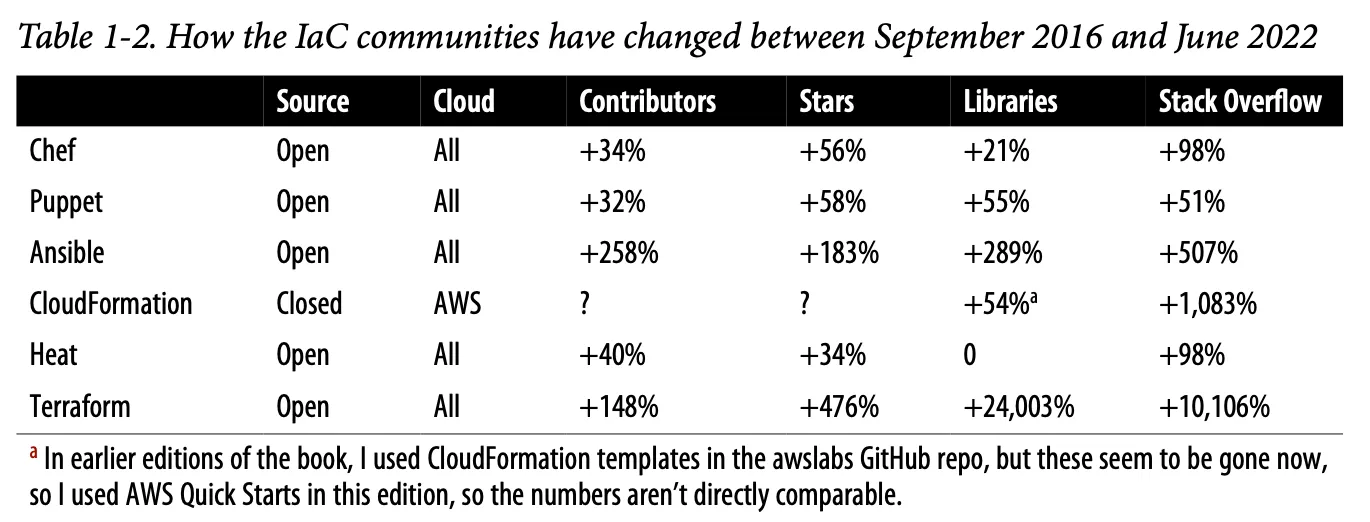 Table 1-2. How the IaC communities have changed between September 2016 and June 2022
Source Cloud Contributors Stars Libraries Stack Overflow
Chef Open All +34% +56% +21% +98%
Puppet Open All +32% +58% +55% +51%
Ansible Open All +258% +183% +289% +507%
CloudFormation Closed AWS ? ? +54%a +1,083%
Heat Open All +40% +34% 0 +98%
Terraform Open All +148% +476% +24,003% +10,106%
a In earlier editions of the book, I used CloudFormation templates in the awslabs GitHub repo, but these seem to be gone now,
so I used AWS Quick Starts in this edition, so the numbers aren’t directly comparable.